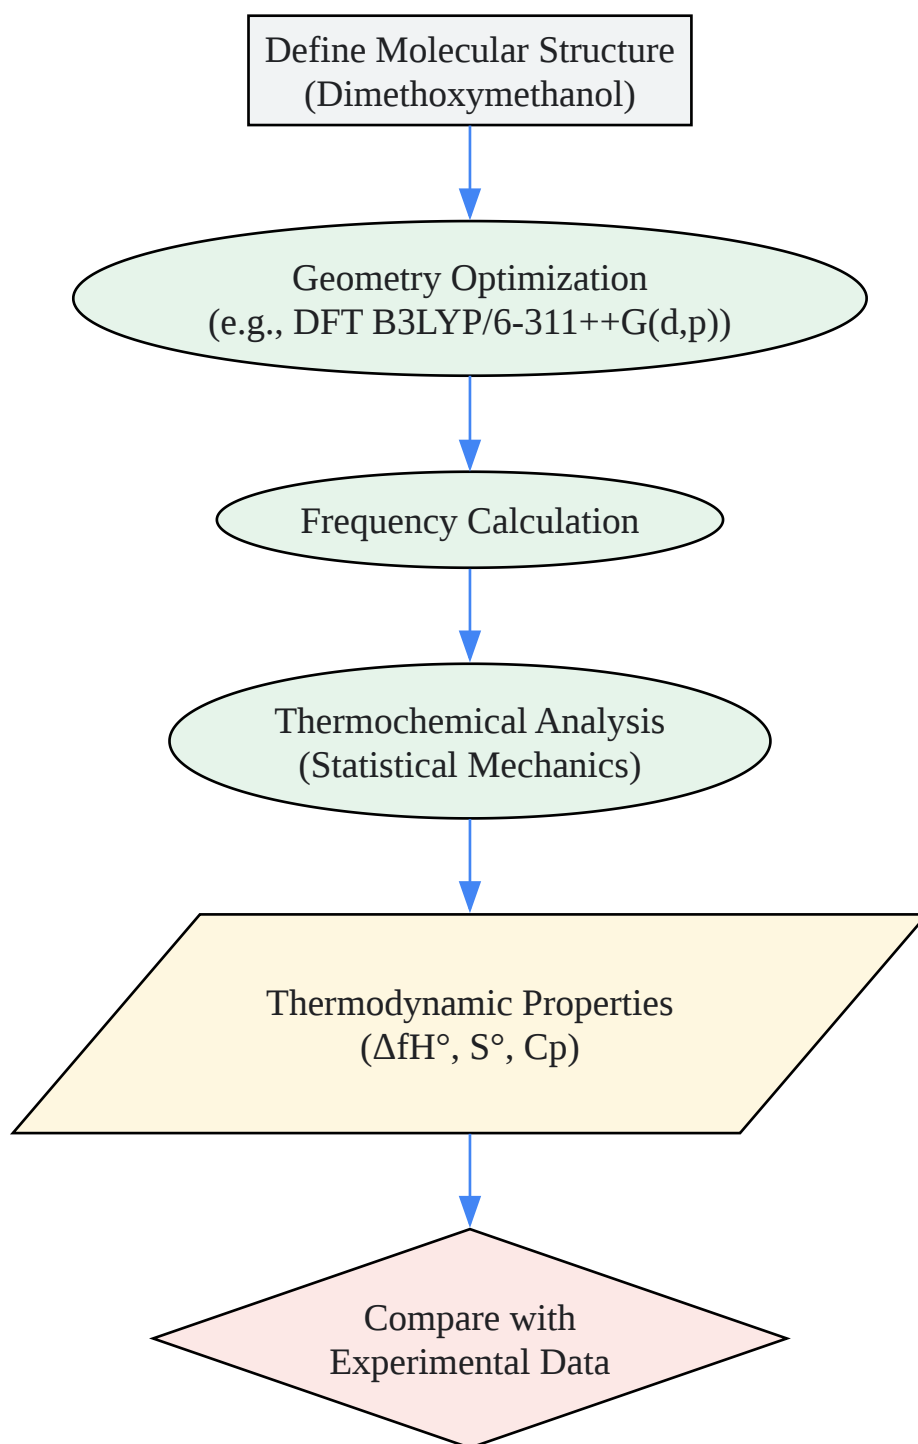 Define Molecular Structure
(Dimethoxymethanol)
Geometry Optimization
(e.g., DFT B3LYP/6-311++G(d,p))
Frequency Calculation
Thermochemical Analysis
(Statistical Mechanics)
Thermodynamic Properties
(ΔfH°, S°, Cp)
Compare with
Experimental Data